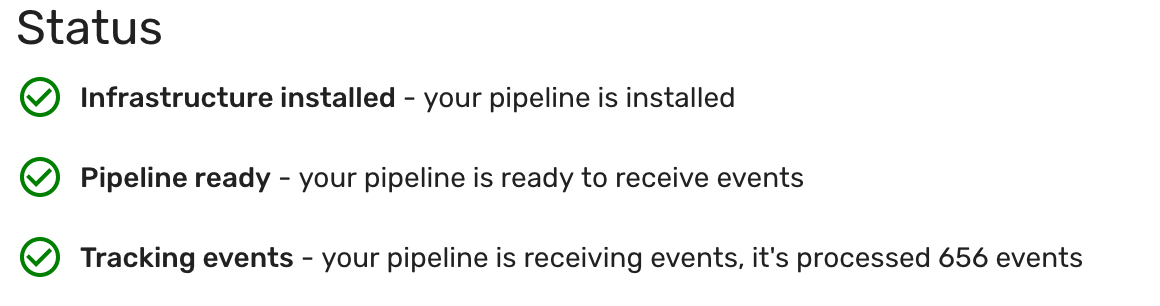 Status
Infrastructure installed - your pipeline is installed
Pipeline ready - your pipeline is ready to receive events
Tracking events - your pipeline is receiving events, it's processed 656 events